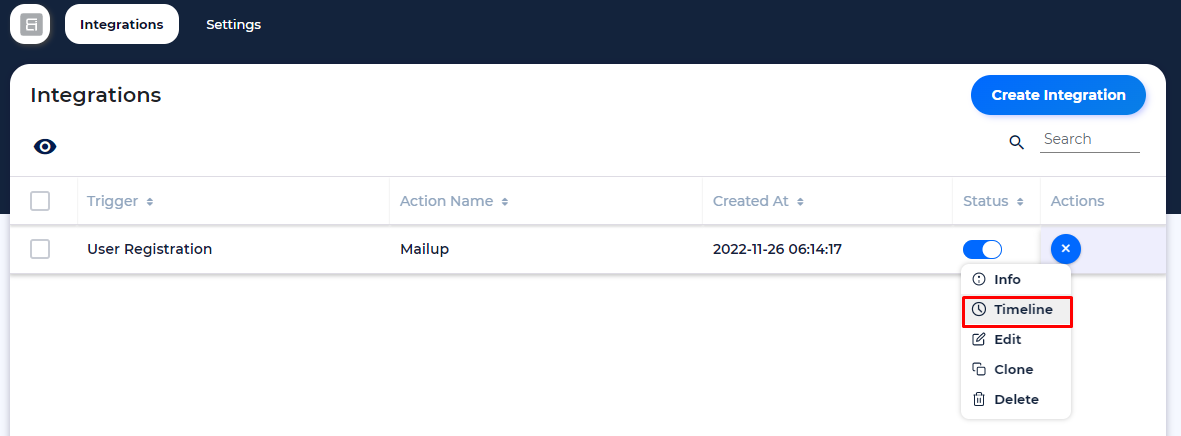 Integrations Settings
Integrations
Create Integration
Search
Trigger Action Name Created At Status Actions
User Registration Mailup 2022-11-26 06:14:17
Info
Timeline
Edit
Clone
Delete